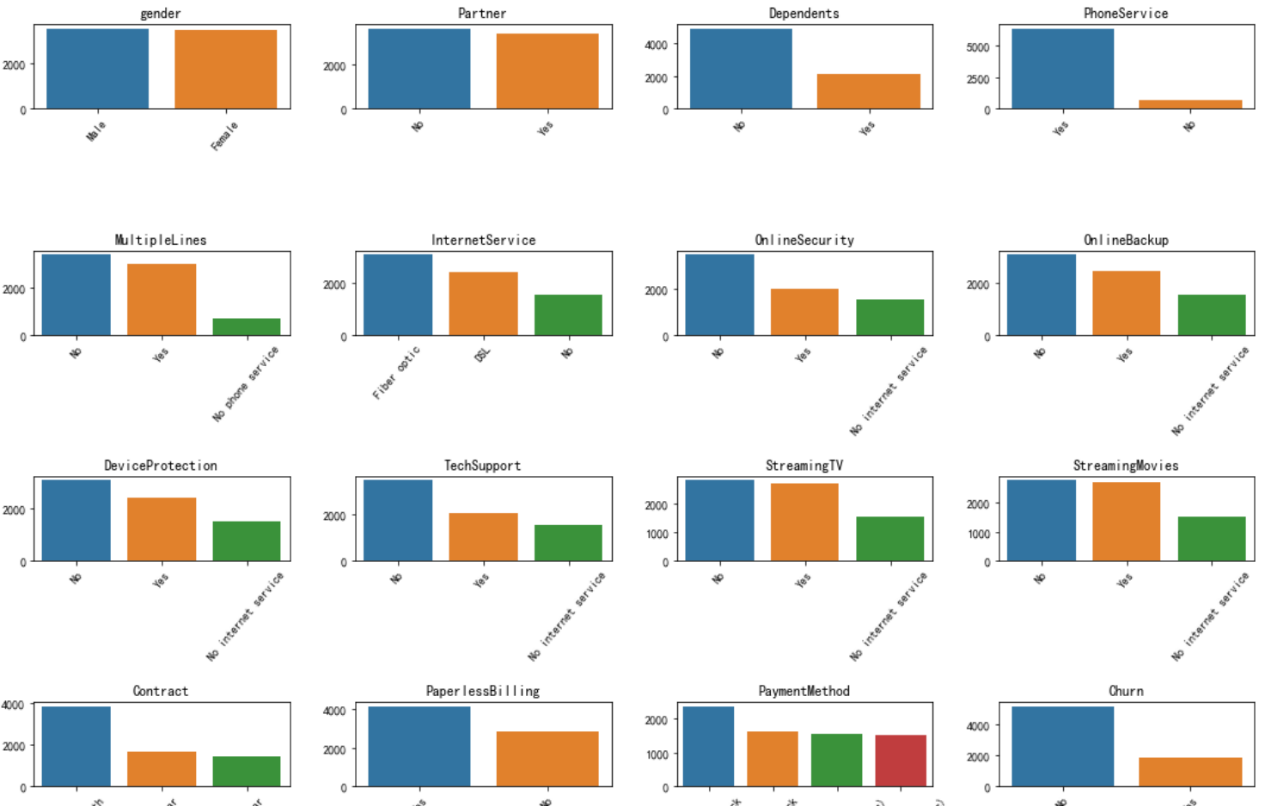 gender Partner Dependents PhoneService
2000 0 2000 0 4000 2000 0 5000 2500 0
Male Female No Yes No Yes Yes No
MultipleLines InternetService OnlineSecurity OnlineBackup
2000 0 2000 0 2000 0 2000 0
No Yes No phone service Fiber optic DSL No No Yes No internet service No Yes No internet service
DeviceProtection TechSupport StreamingTV StreamingMovies
2000 0 2000 0 2000 1000 0 2000 1000 0
No Yes No internet service No Yes No internet service No Yes No internet service No Yes No internet service
Contract PaperlessBilling PaymentMethod Churn
4000 2000 0 4000 2000 0 2000 1000 0 4000 2000 0
No
No